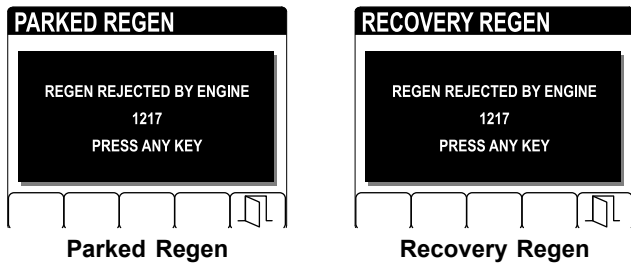 PARKED REGEN
REGEN REJECTED BY ENGINE
1217
PRESS ANY KEY
Parked Regen
RECOVERY REGEN
REGEN REJECTED BY ENGINE
1217
PRESS ANY KEY
Recovery Regen